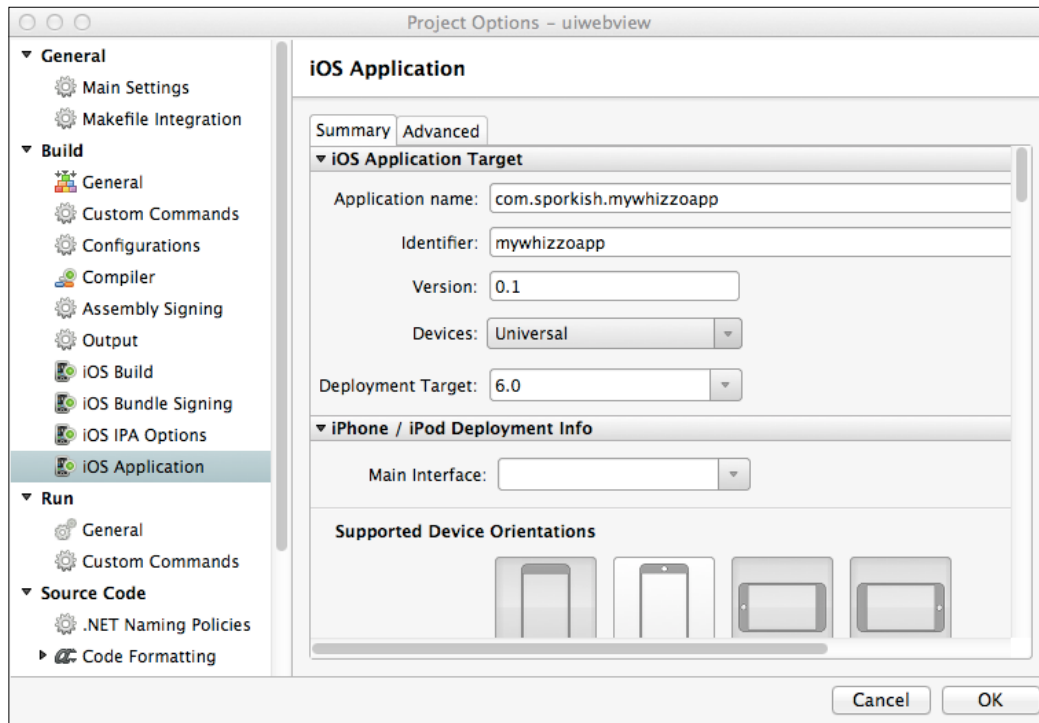 Project Options – uiwebview
General
Main Settings
Makefile Integration
Build
General
Custom Commands
Configurations
Compiler
Assembly Signing
Output
iOS Build
iOS Bundle Signing
iOS IPA Options
iOS Application
Run
General
Custom Commands
Source Code
.NET Naming Policies
Code Formatting
iOS Application
Summary Advanced
iOS Application Target
Application name: com.sporkish.mywhizzoapp
Identifier: mywhizzoapp
Version: 0.1
Devices: Universal
Deployment Target: 6.0
iPhone / iPod Deployment Info
Main Interface:
Supported Device Orientations
Cancel OK